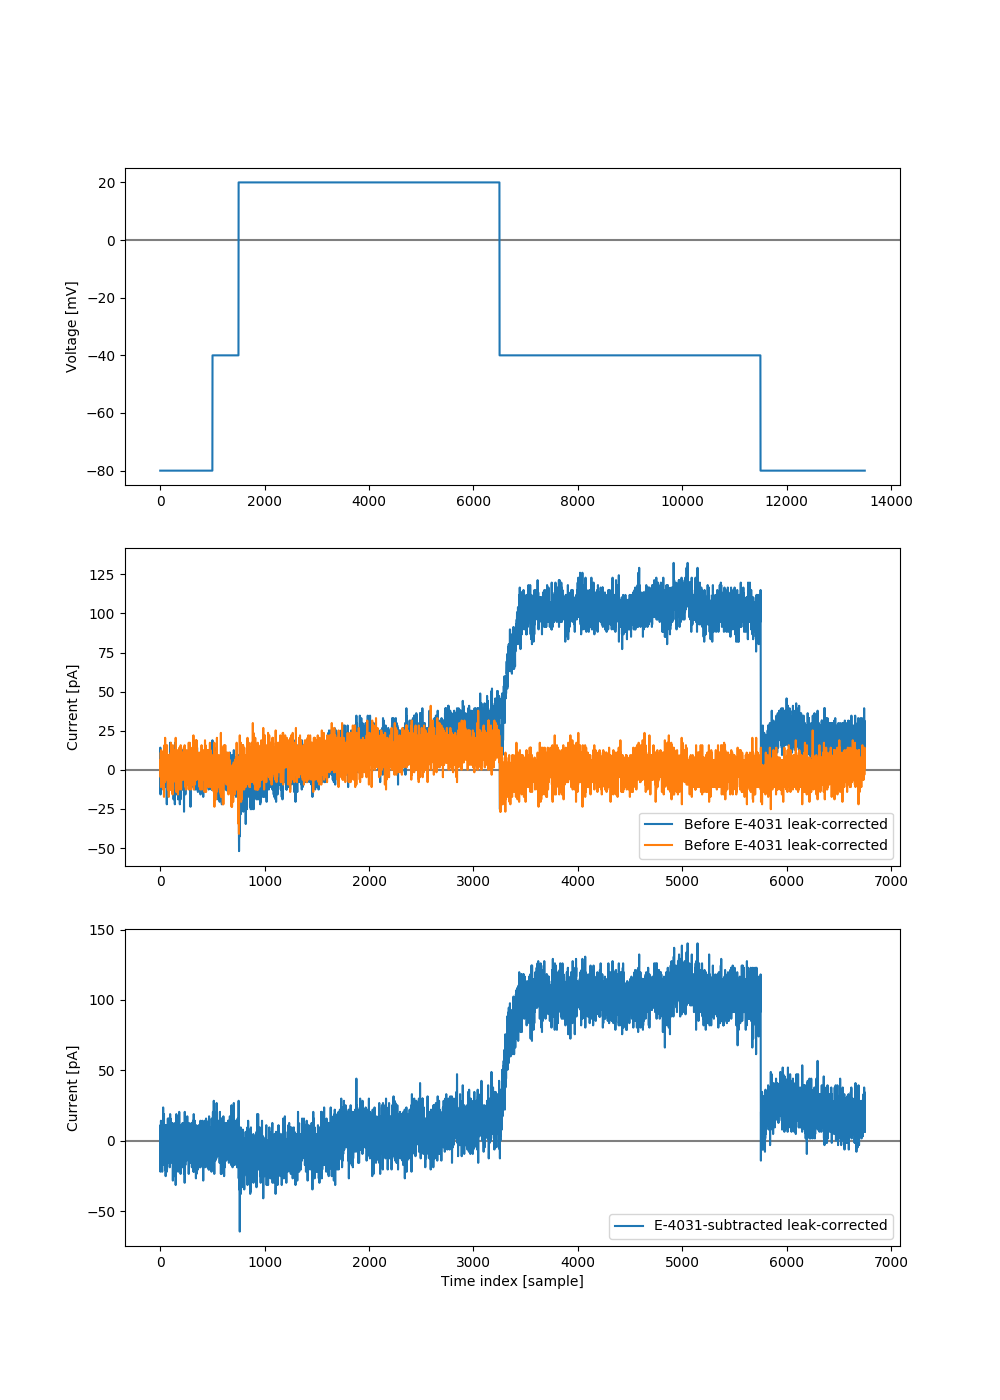 20
0
−20
−40
−60
−80
Voltage [mV]
0 2000 4000 6000 8000 10000 12000 14000
125
100
75
50
25
0
−25
−50
Current [pA]
Before E-4031 leak-corrected
Before E-4031 leak-corrected
0 1000 2000 3000 4000 5000 6000 7000
150
100
50
0
−50
Current [pA]
E-4031-subtracted leak-corrected
0 1000 2000 3000 4000 5000 6000 7000
Time index [sample]